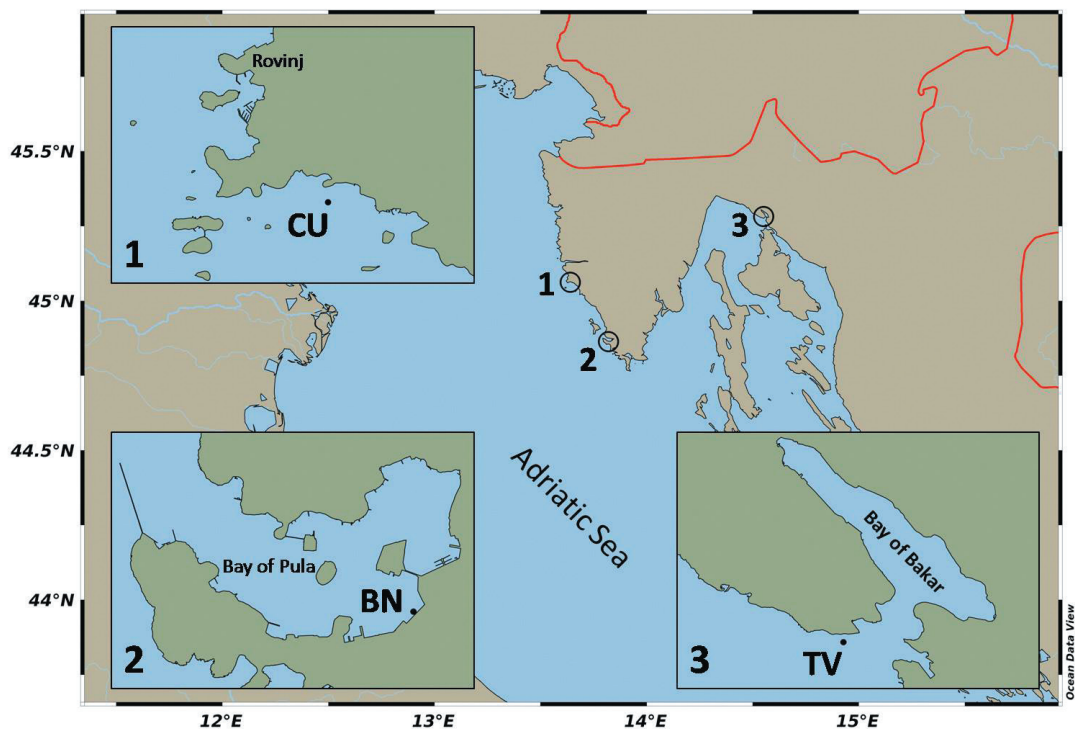 Rovinj
CU
1
45.5°N
45°N
44.5°N
44°N
3
1
2
Adriatic Sea
Bay of Pula
BN
2
Bay of Bakar
TV
3
12°E
13°E
14°E
15°E
Ocean Data View